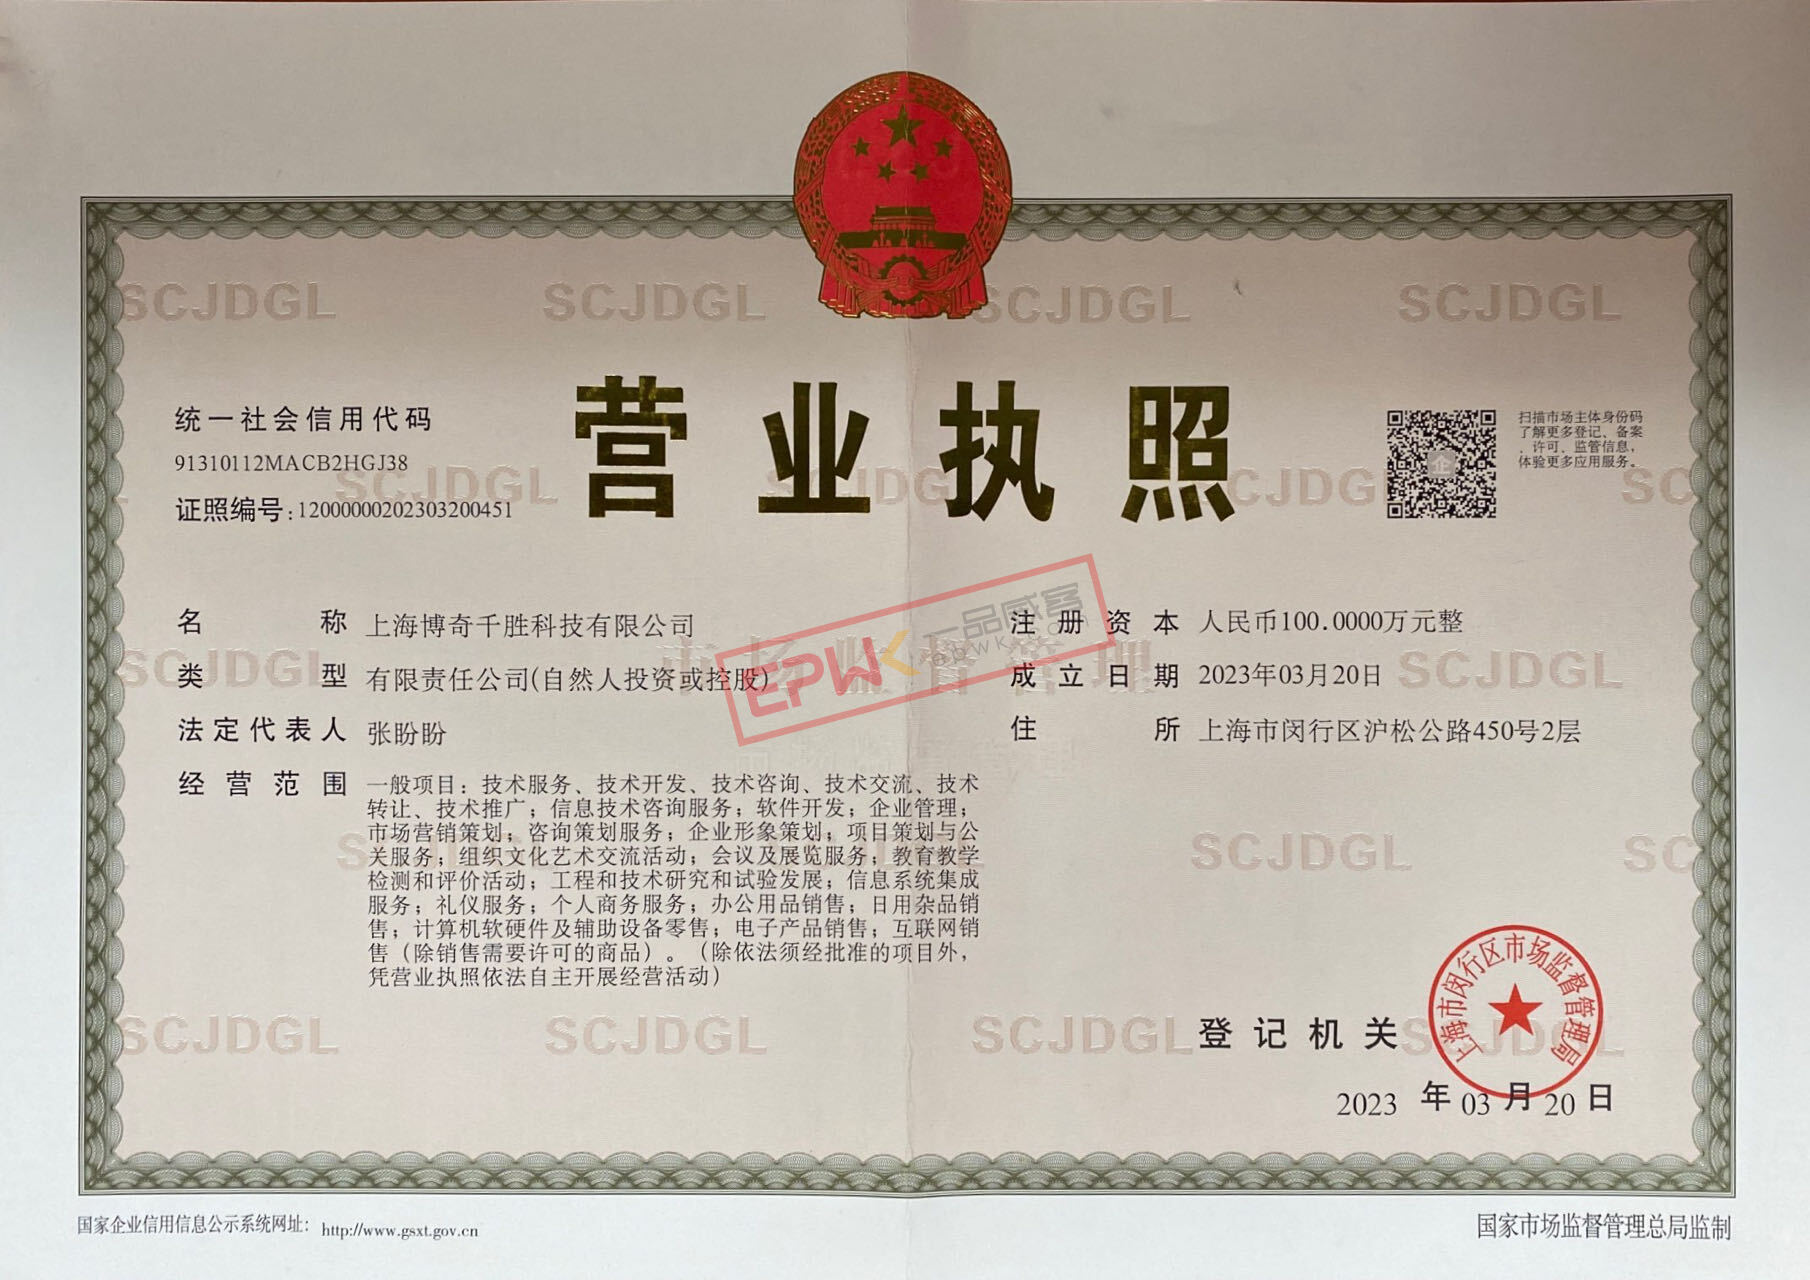 营业执照
统一社会信用代码
91310112MACB2HGJ38
证照编号:12000000202303200451
扫描市场主体身份码
了解更多登记、备案
、许可、监管信息,
体验更多应用服务。
企
名称 上海博奇千胜科技有限公司
类型 有限责任公司(自然人投资或控股)
法定代表人 张盼盼
经营范围 一般项目:技术服务、技术开发、技术咨询、技术交流、技术
转让、技术推广;信息技术咨询服务;软件开发;企业管理;
市场营销策划;咨询策划服务;企业形象策划;项目策划与公
关服务;组织文化艺术交流活动;会议及展览服务;教育教学
检测和评价活动;工程和技术研究和试验发展;信息系统集成
服务;礼仪服务;个人商务服务;办公用品销售;日用杂品销
售;计算机软硬件及辅助设备零售;电子产品销售;互联网销
售(除销售需要许可的商品)。(除依法须经批准的项目外,
凭营业执照依法自主开展经营活动)
注册资本 人民币100.0000万元整
成立日期 2023年03月20日
住所 上海市闵行区沪松公路450号2层
EPWK 一品威客
epwk.com
市场监督管理
SCJDGL SCJDGL SCJDGL SCJDGL
登记机关
上海市闵行区市场监督管理局
2023 年 03 月 20 日
国家企业信用信息公示系统网址: http://www.gsxt.gov.cn
国家市场监督管理总局监制